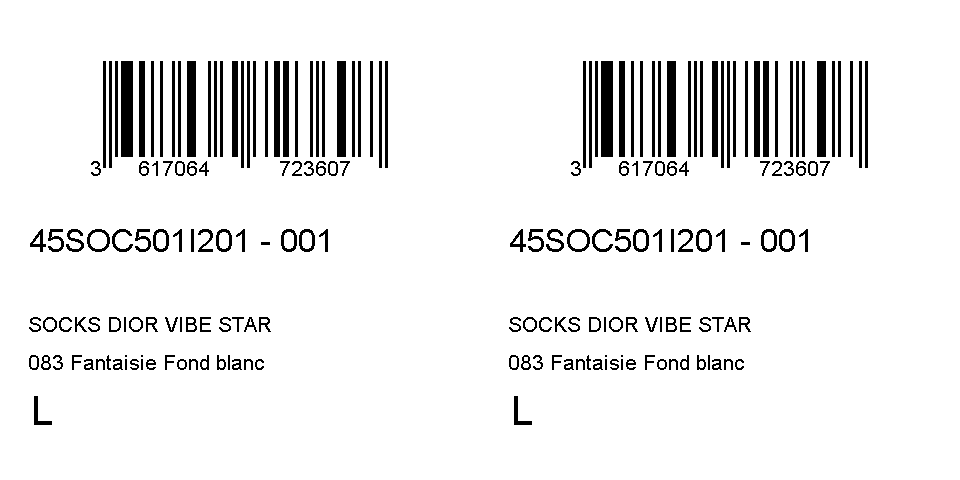 3 617064 723607
45SOC501I201 - 001
SOCKS DIOR VIBE STAR
083 Fantaisie Fond blanc
L
3 617064 723607
45SOC501I201 - 001
SOCKS DIOR VIBE STAR
083 Fantaisie Fond blanc
L